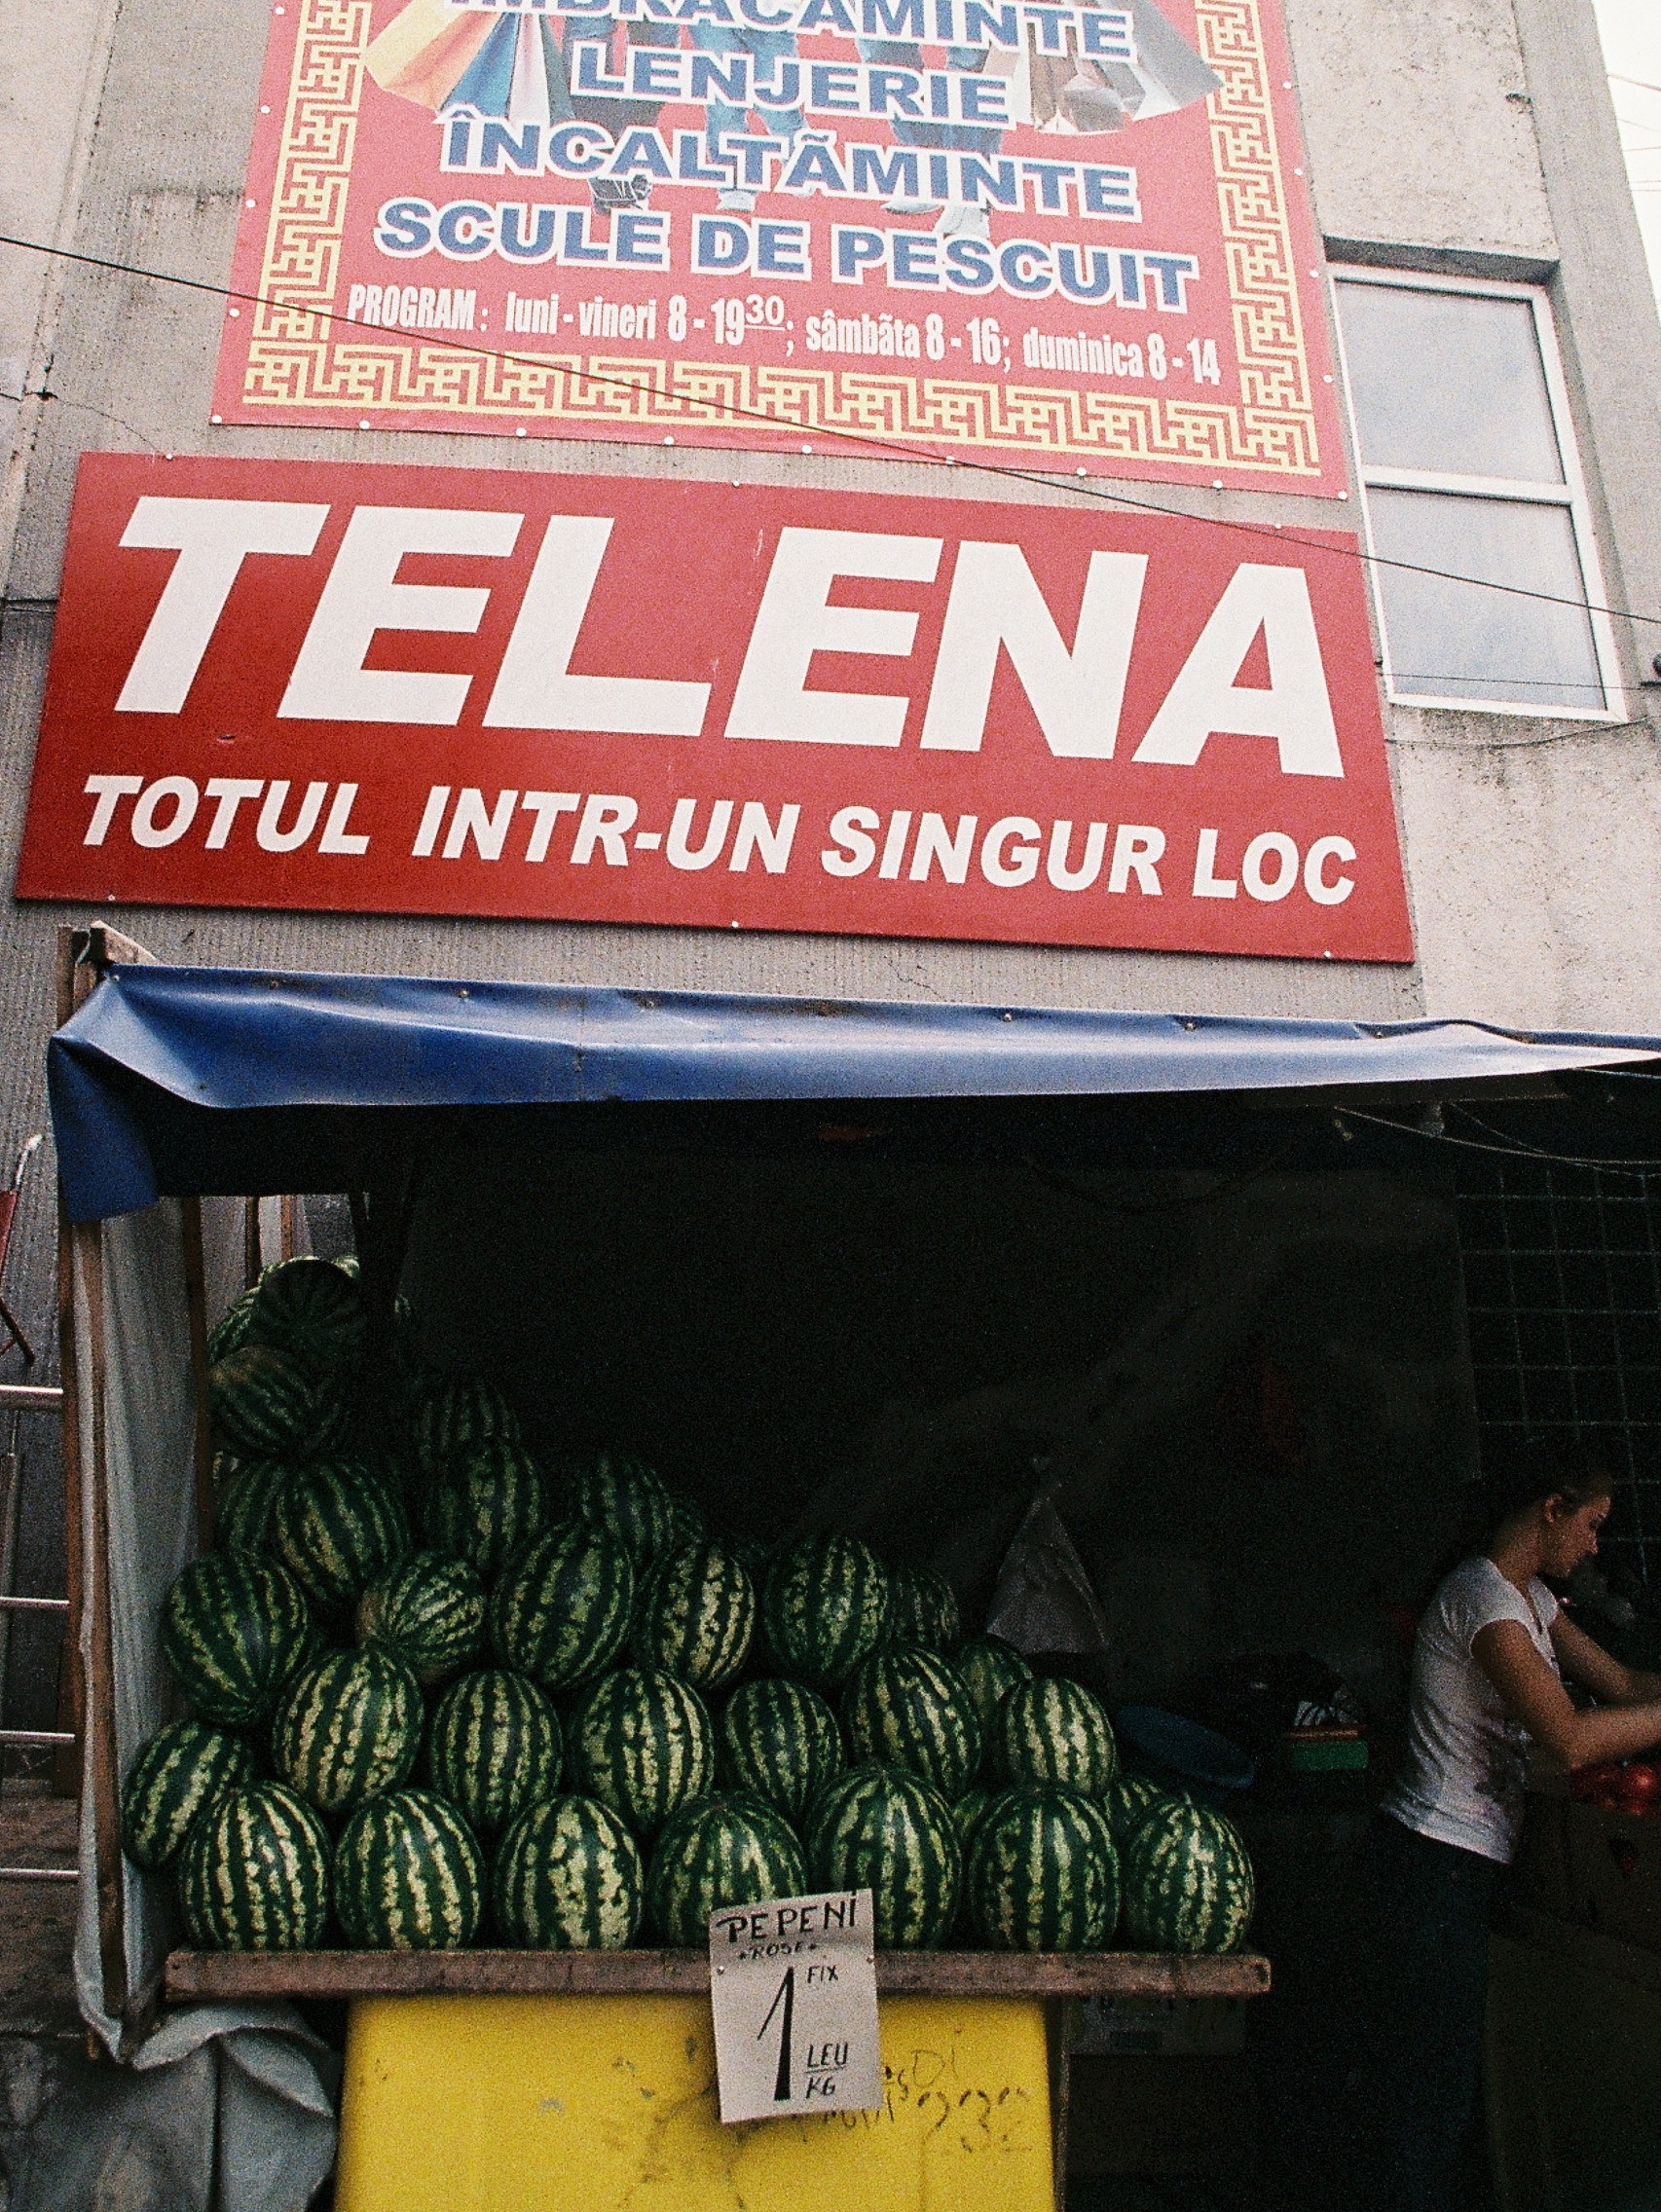 ÎMBRĂCĂMINTE
LENJERIE
ÎNCALTÃMINTE
SCULE DE PESCUIT
PROGRAM: luni - vineri 8 - 19³⁰; sâmbãta 8 - 16; duminica 8 - 14
TELENA
TOTUL INTR-UN SINGUR LOC
PEPENI
*ROSE*
1 FIX
LEU
KG